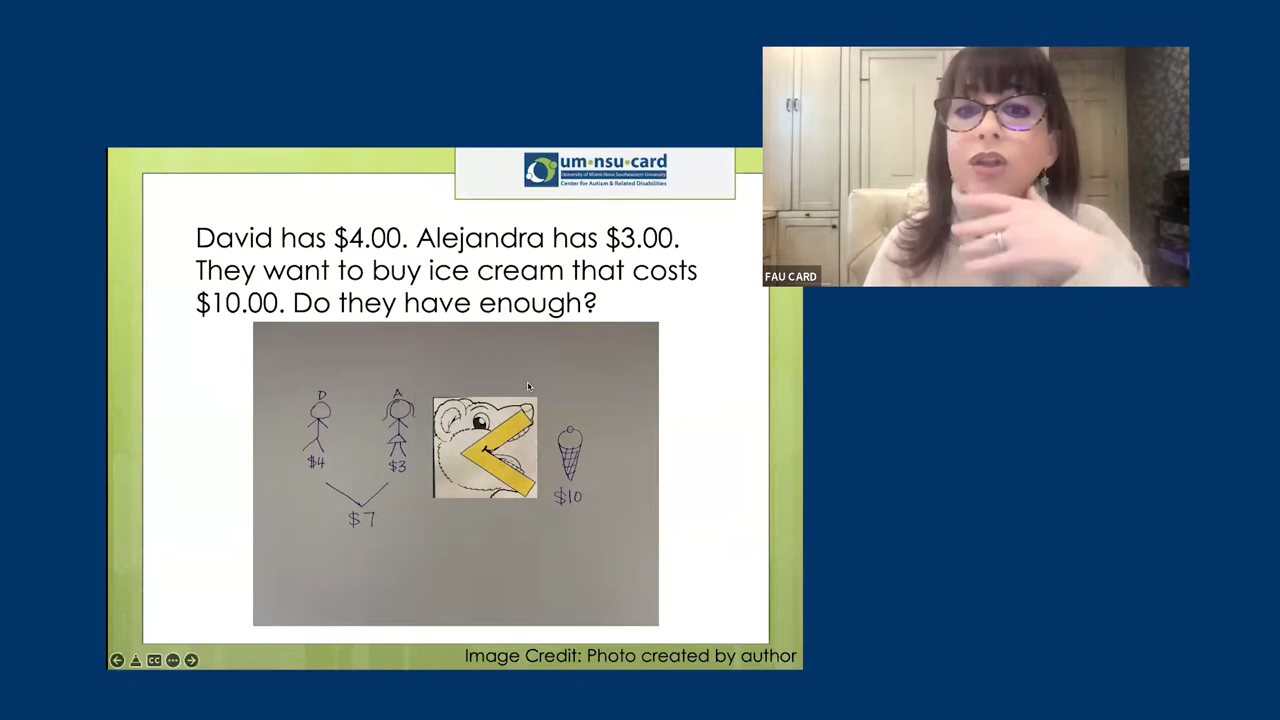 um•nsu•card
University of Miami-Nova Southeastern University
Center for Autism & Related Disabilities
David has $4.00. Alejandra has $3.00.
They want to buy ice cream that costs
$10.00. Do they have enough?
D
A
$4
$3
$7
$10
Image Credit: Photo created by author
CC
FAU CARD